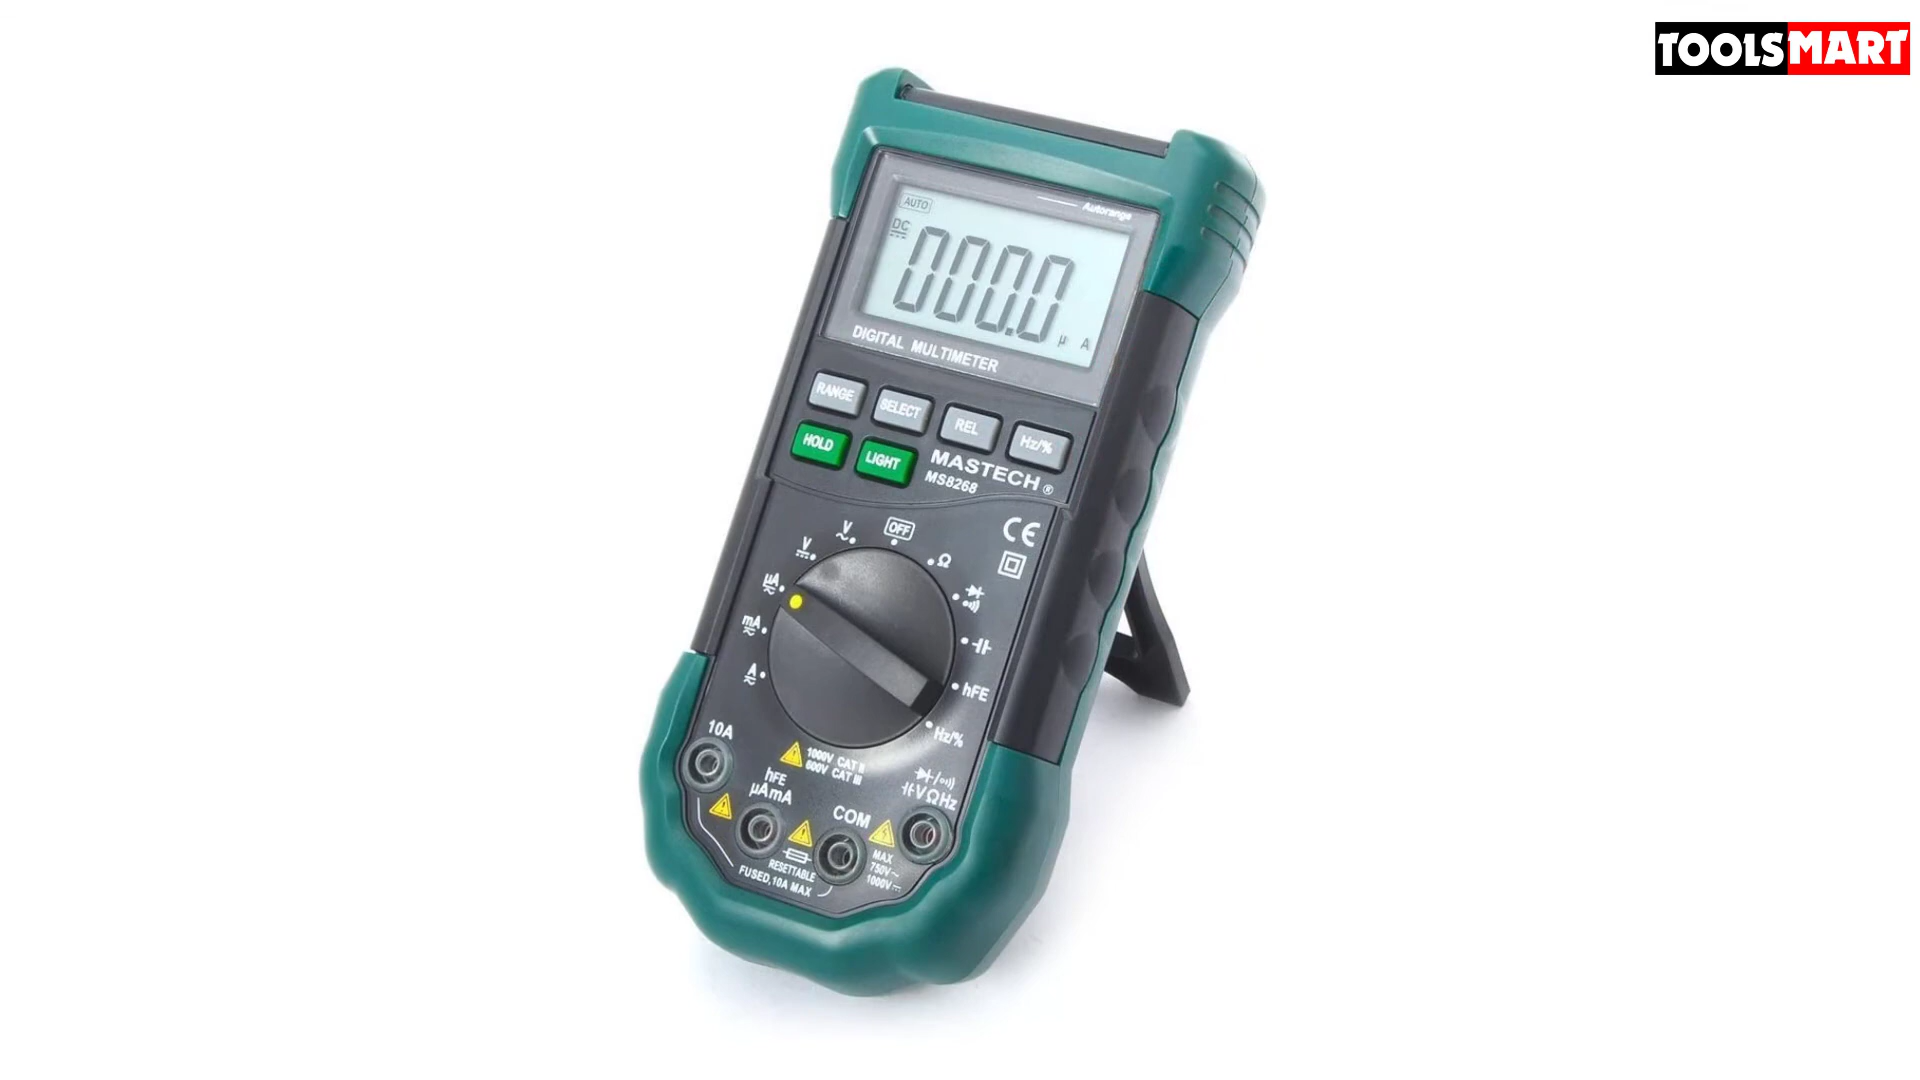 TOOLSMART
AUTO
Autorange
DC
000.0
μ A
DIGITAL MULTIMETER
RANGE
SELECT
REL
Hz/%
HOLD
LIGHT
MASTECH®
MS8268
OFF
CE
V
V
Ω
μA
mA
A
hFE
Hz/%
10A
1000V CAT II
600V CAT III
hFE
μAmA
COM
VΩHz
MAX
750V~
1000V⎓
RESETTABLE
FUSED,10A MAX